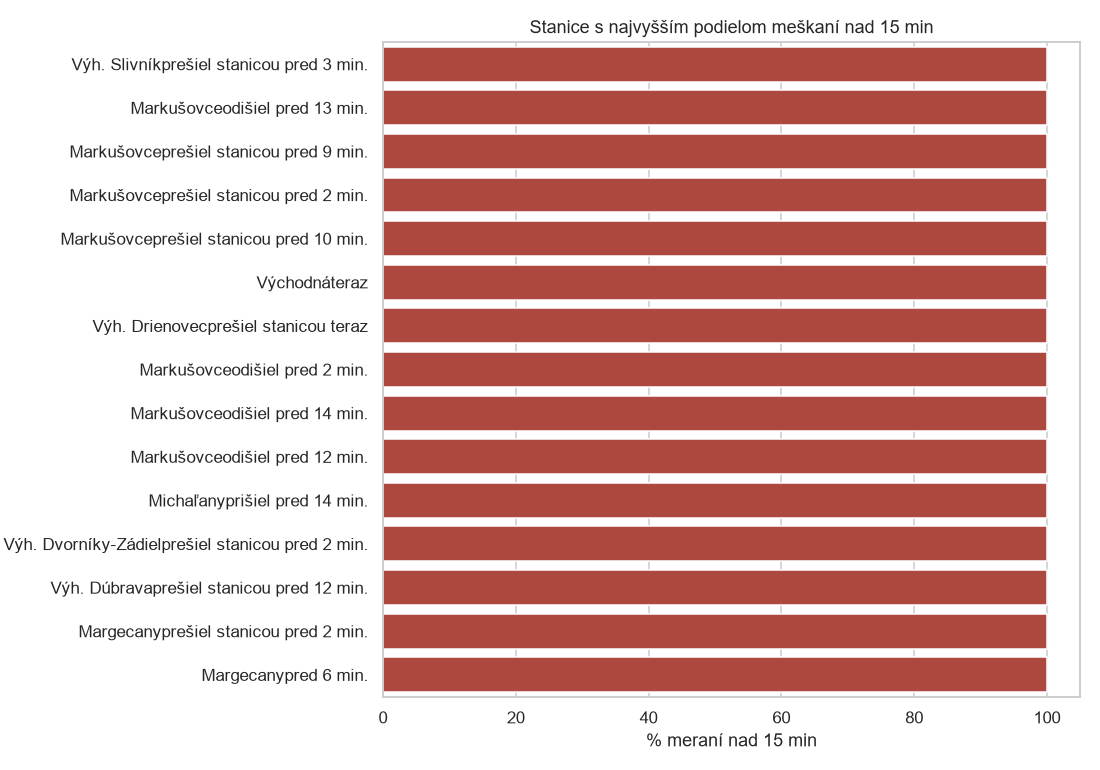 Stanice s najvyšším podielom meškaní nad 15 min
Výh. Slivníkprešiel stanicou pred 3 min.
Markušovceodišiel pred 13 min.
Markušovceprešiel stanicou pred 9 min.
Markušovceprešiel stanicou pred 2 min.
Markušovceprešiel stanicou pred 10 min.
Východnáteraz
Výh. Drienovecprešiel stanicou teraz
Markušovceodišiel pred 2 min.
Markušovceodišiel pred 14 min.
Markušovceodišiel pred 12 min.
Michaľanyprišiel pred 14 min.
Výh. Dvorníky-Zádielprešiel stanicou pred 2 min.
Výh. Dúbravaprešiel stanicou pred 12 min.
Margecanyprešiel stanicou pred 2 min.
Margecanypred 6 min.
0 20 40 60 80 100
% meraní nad 15 min